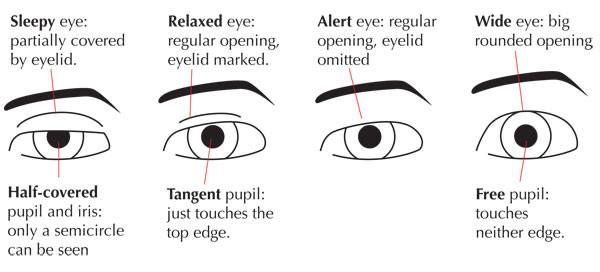 Sleepy eye:
partially covered
by eyelid.
Relaxed eye:
regular opening,
eyelid marked.
Alert eye: regular
opening, eyelid
omitted
Wide eye: big
rounded opening
Half-covered
pupil and iris:
only a semicircle
can be seen
Tangent pupil:
just touches the
top edge.
Free pupil:
touches
neither edge.